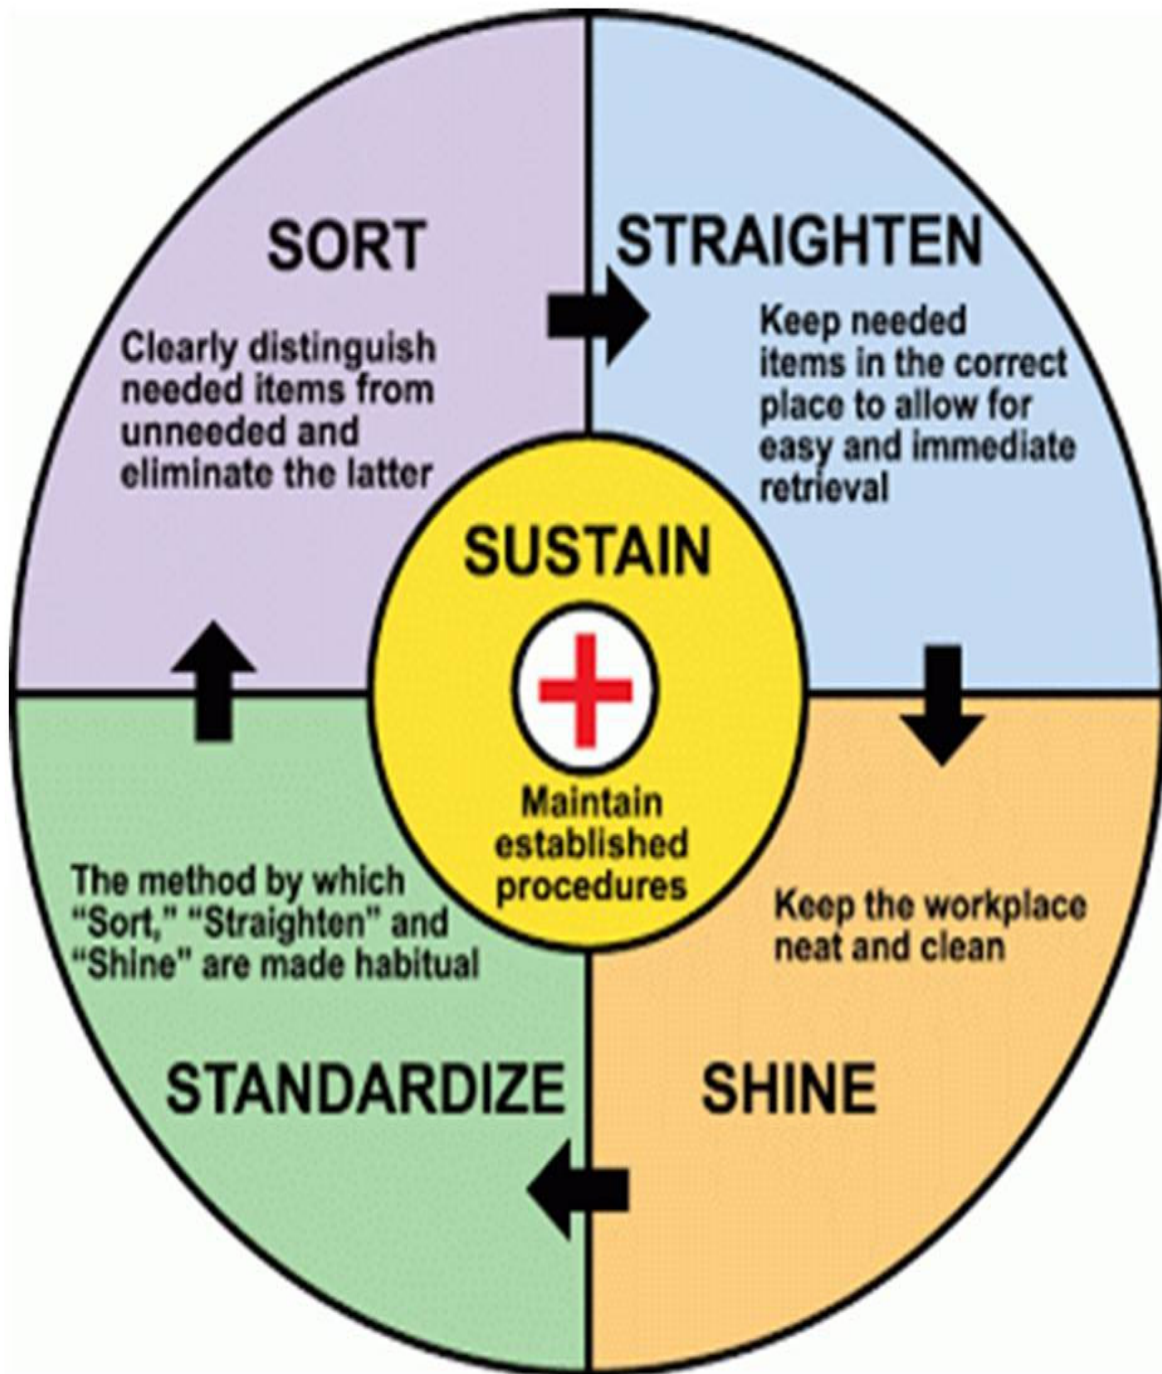 SORT
Clearly distinguish
needed items from
unneeded and
eliminate the latter
STRAIGHTEN
Keep needed
items in the correct
place to allow for
easy and immediate
retrieval
SUSTAIN
Maintain
established
procedures
Keep the workplace
neat and clean
SHINE
The method by which
“Sort,” “Straighten” and
“Shine” are made habitual
STANDARDIZE